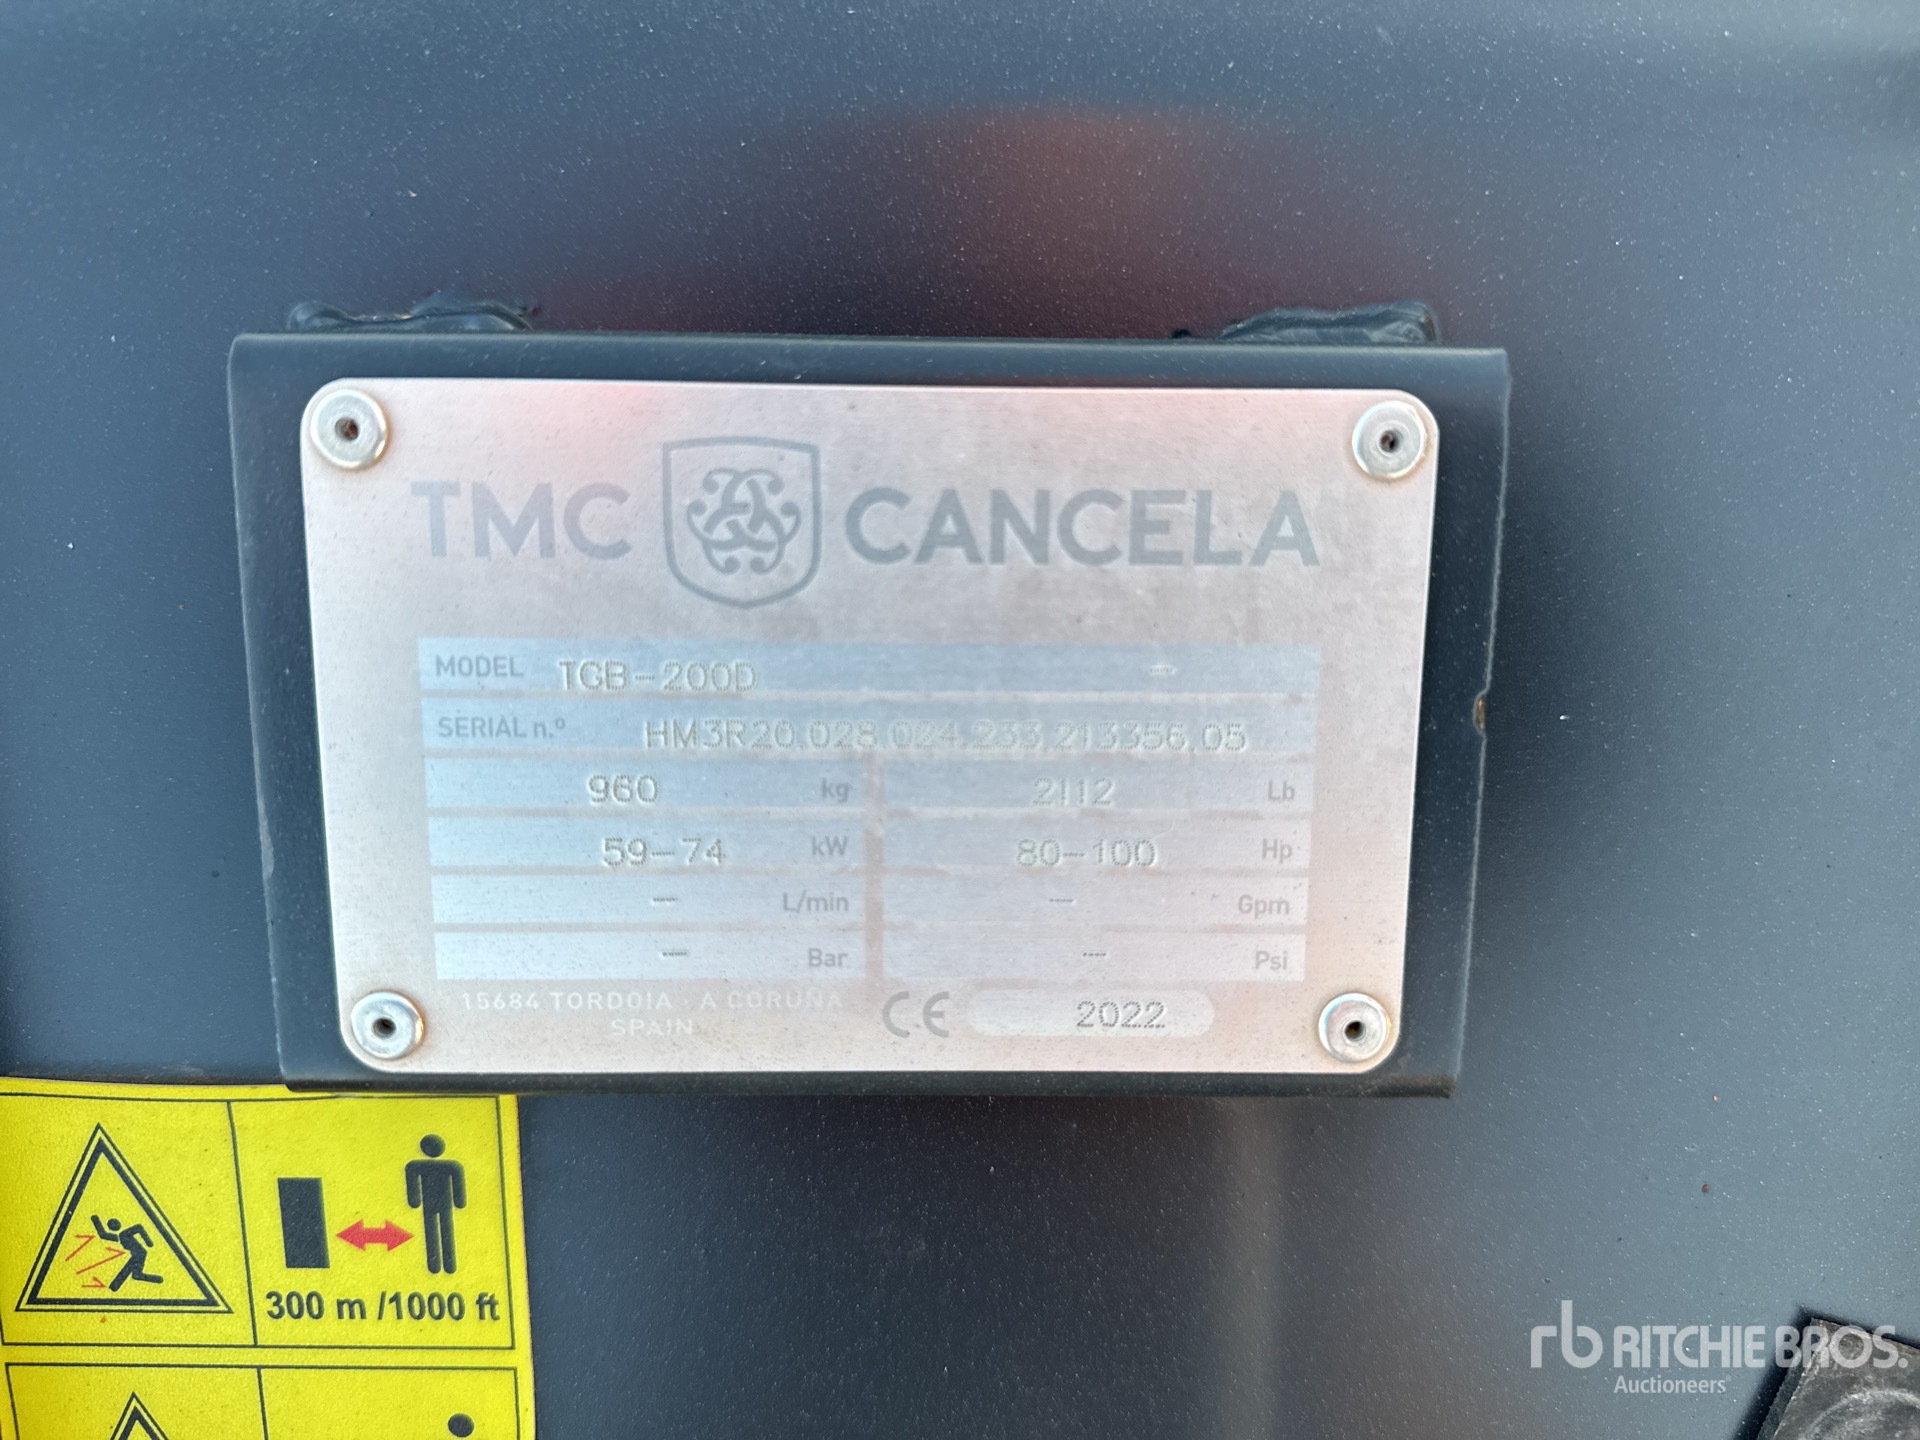 TMC CANCELA
MODEL TGB-200D --
SERIAL n.º HM3R20.028.024.233.213356.05
960 kg 2112 Lb
59-74 kW 80-100 Hp
--- L/min --- Gpm
--- Bar --- Psi
15684 TORDOIA · A CORUÑA
SPAIN
CE 2022
300 m /1000 ft
rb RITCHIE BROS.
Auctioneers